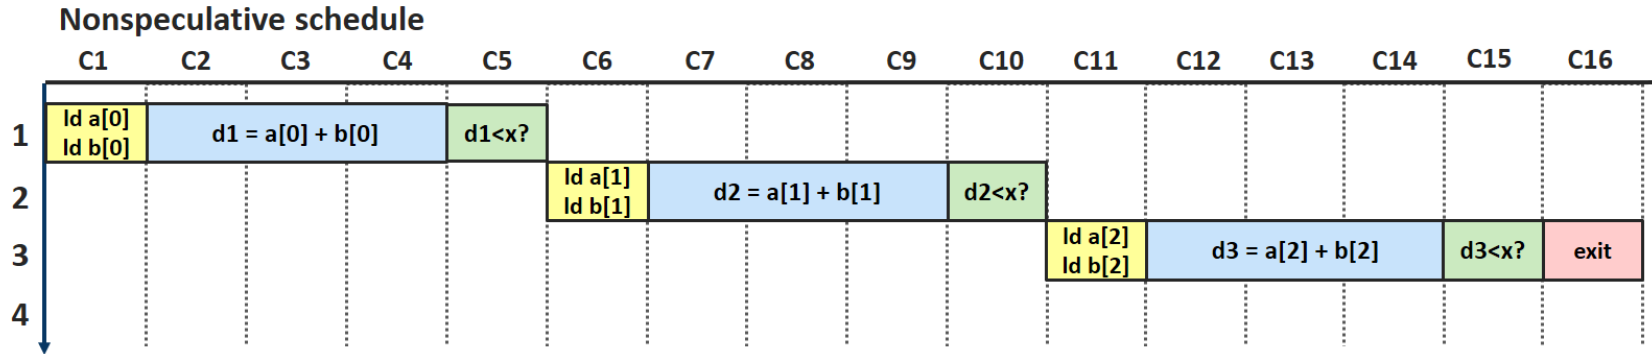 Nonspeculative schedule
C1 C2 C3 C4 C5 C6 C7 C8 C9 C10 C11 C12 C13 C14 C15 C16
1
ld a[0]
ld b[0]
d1 = a[0] + b[0]
d1<x?
2
ld a[1]
ld b[1]
d2 = a[1] + b[1]
d2<x?
3
ld a[2]
ld b[2]
d3 = a[2] + b[2]
d3<x?
exit
4